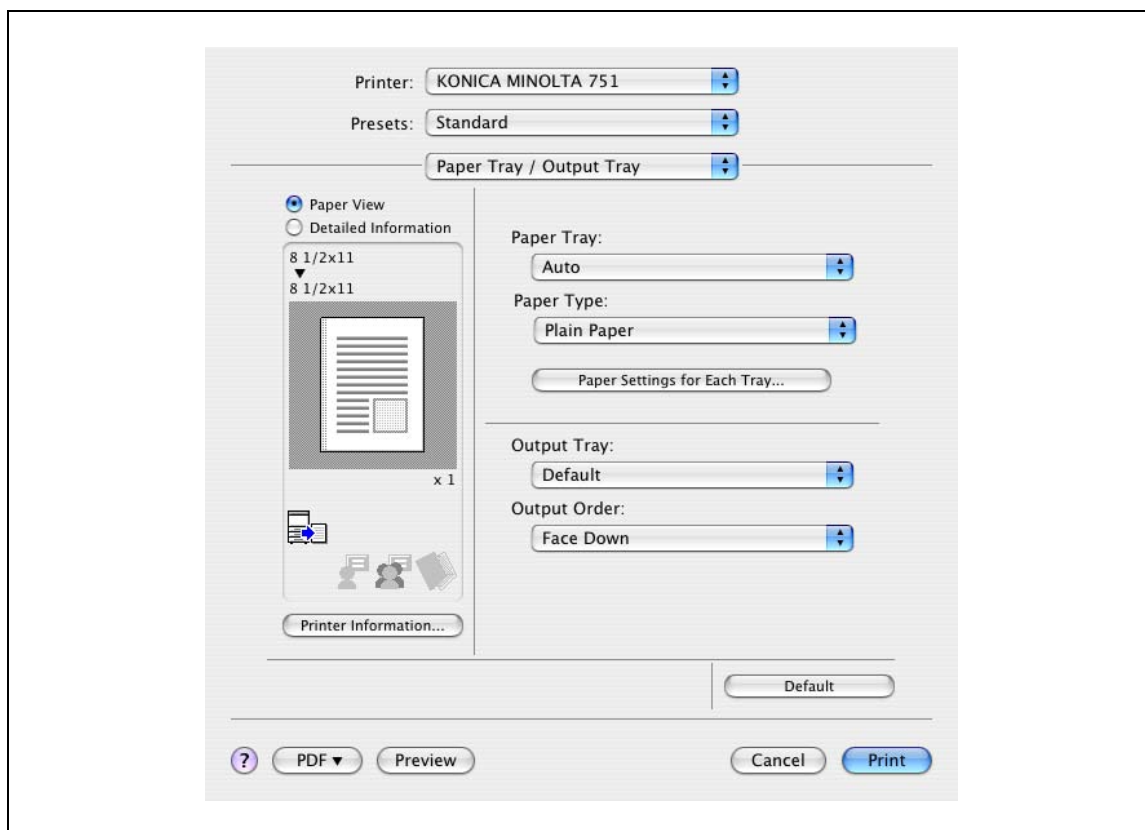 Printer: KONICA MINOLTA 751
Presets: Standard
Paper Tray / Output Tray
Paper View
Detailed Information
8 1/2x11
8 1/2x11
x 1
Printer Information...
Paper Tray:
Auto
Paper Type:
Plain Paper
Paper Settings for Each Tray...
Output Tray:
Default
Output Order:
Face Down
Default
? PDF ▼ Preview Cancel Print